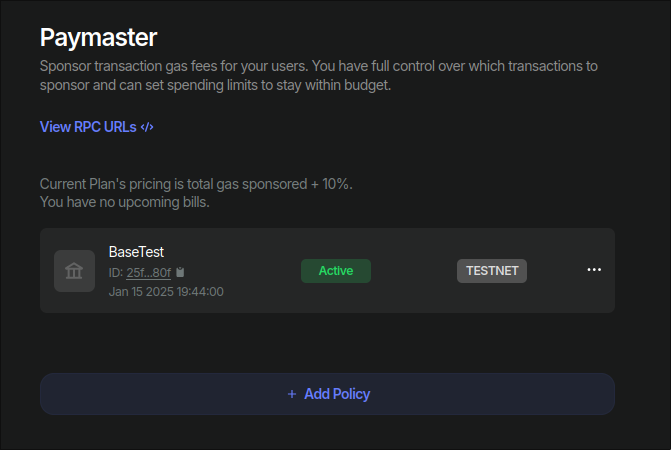 Paymaster
Sponsor transaction gas fees for your users. You have full control over which transactions to
sponsor and can set spending limits to stay within budget.
View RPC URLs </>
Current Plan's pricing is total gas sponsored + 10%.
You have no upcoming bills.
BaseTest
ID: 25f...80f
Jan 15 2025 19:44:00
Active
TESTNET
+ Add Policy